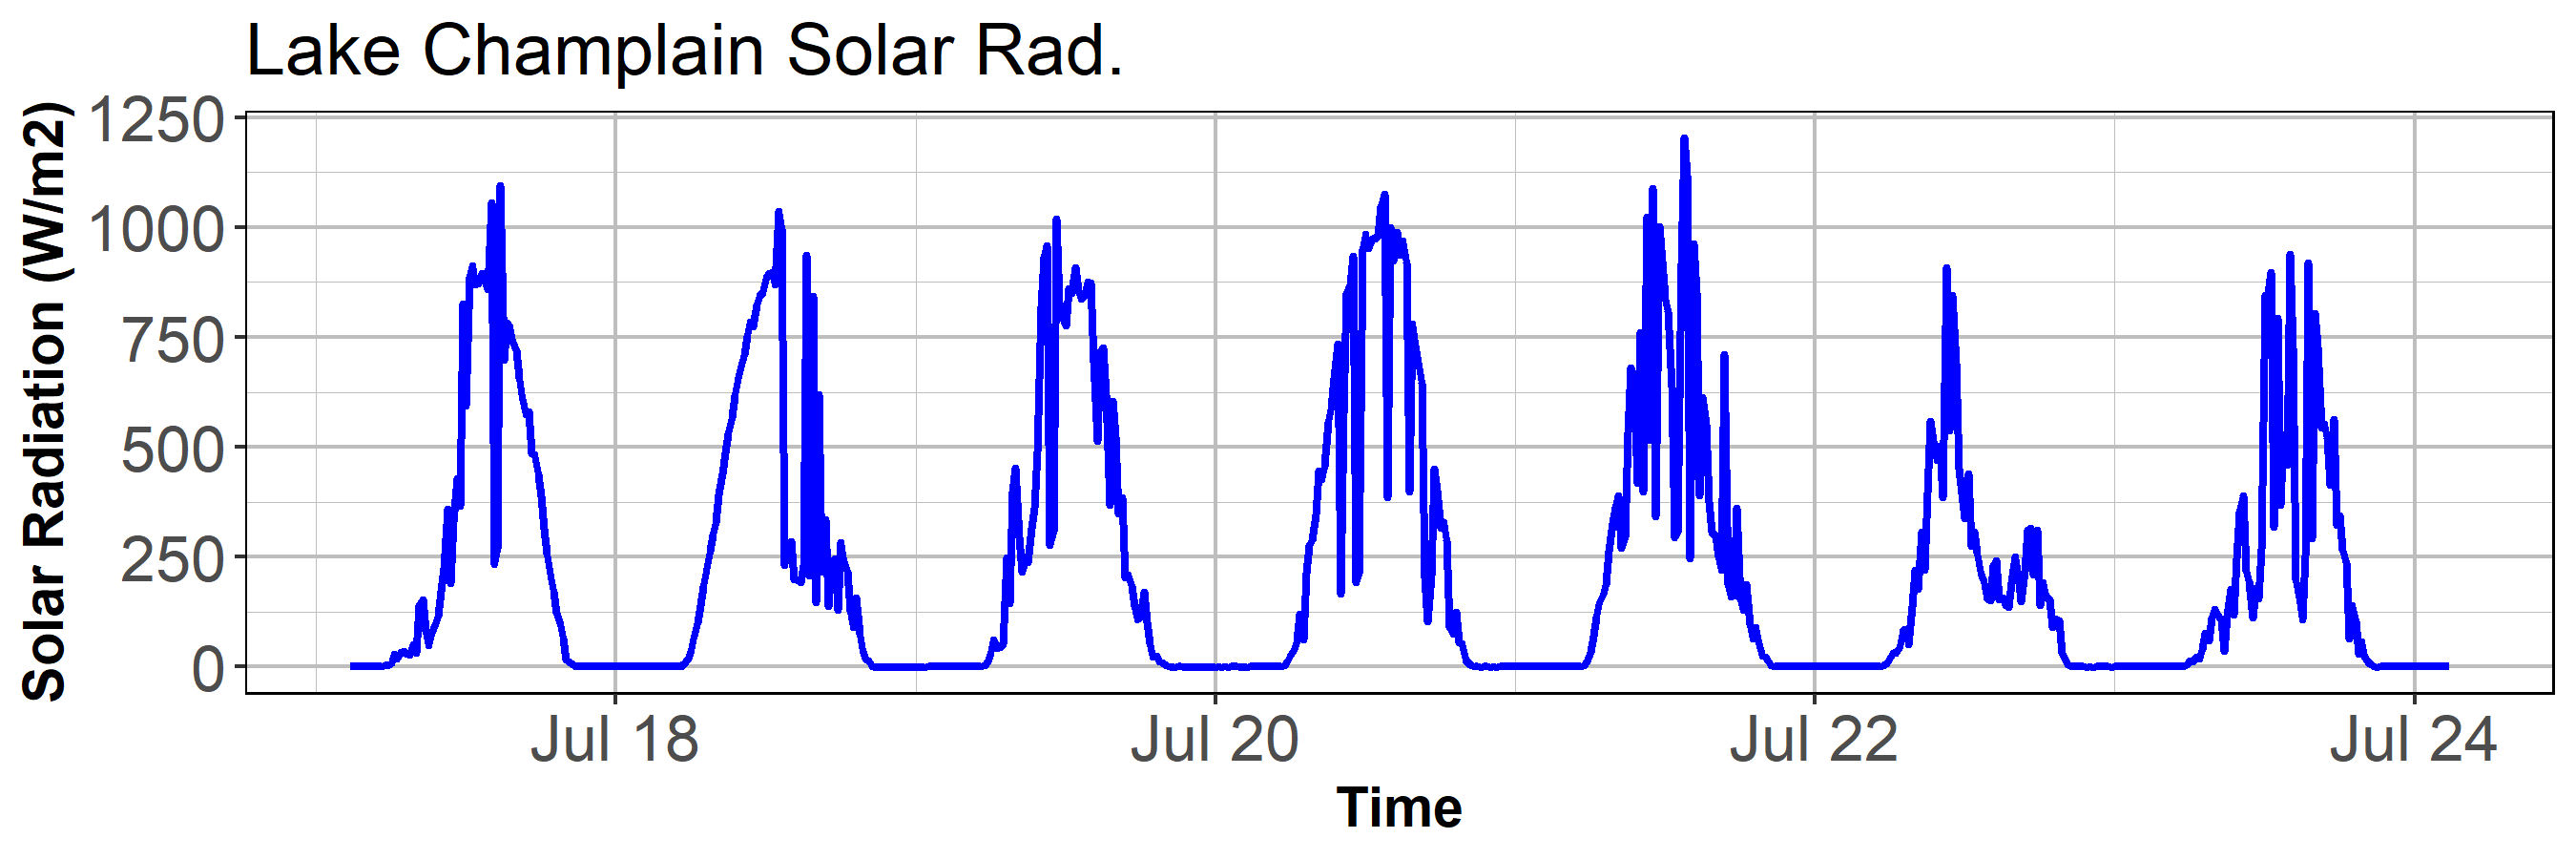 Lake Champlain Solar Rad.
Solar Radiation (W/m2)
1250
1000
750
500
250
0
Jul 18
Jul 20
Jul 22
Jul 24
Time